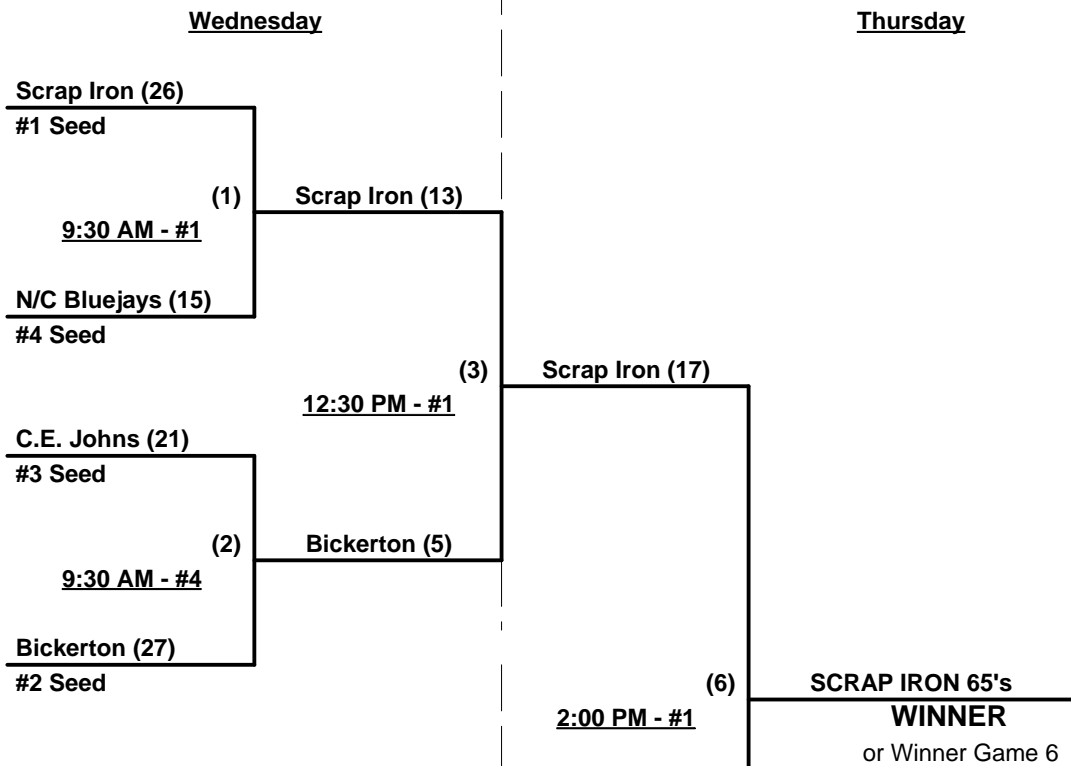 Wednesday
Thursday
Scrap Iron (26)
#1 Seed
(1)
Scrap Iron (13)
9:30 AM - #1
N/C Bluejays (15)
#4 Seed
(3)
Scrap Iron (17)
12:30 PM - #1
C.E. Johns (21)
#3 Seed
(2)
Bickerton (5)
9:30 AM - #4
Bickerton (27)
#2 Seed
(6)
SCRAP IRON 65's
2:00 PM - #1
WINNER
or Winner Game 6